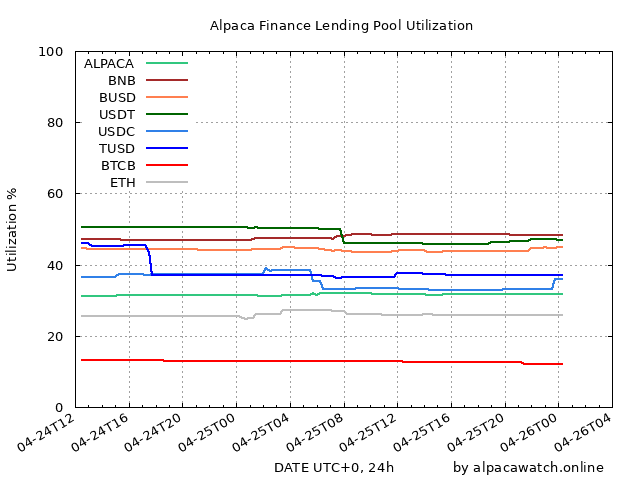 Alpaca Finance Lending Pool Utilization
100
80
60
40
20
0
Utilization %
ALPACA
BNB
BUSD
USDT
USDC
TUSD
BTCB
ETH
04-24T12
04-24T16
04-24T20
04-25T00
04-25T04
04-25T08
04-25T12
04-25T16
04-25T20
04-26T00
04-26T04
DATE UTC+0, 24h
by alpacawatch.online